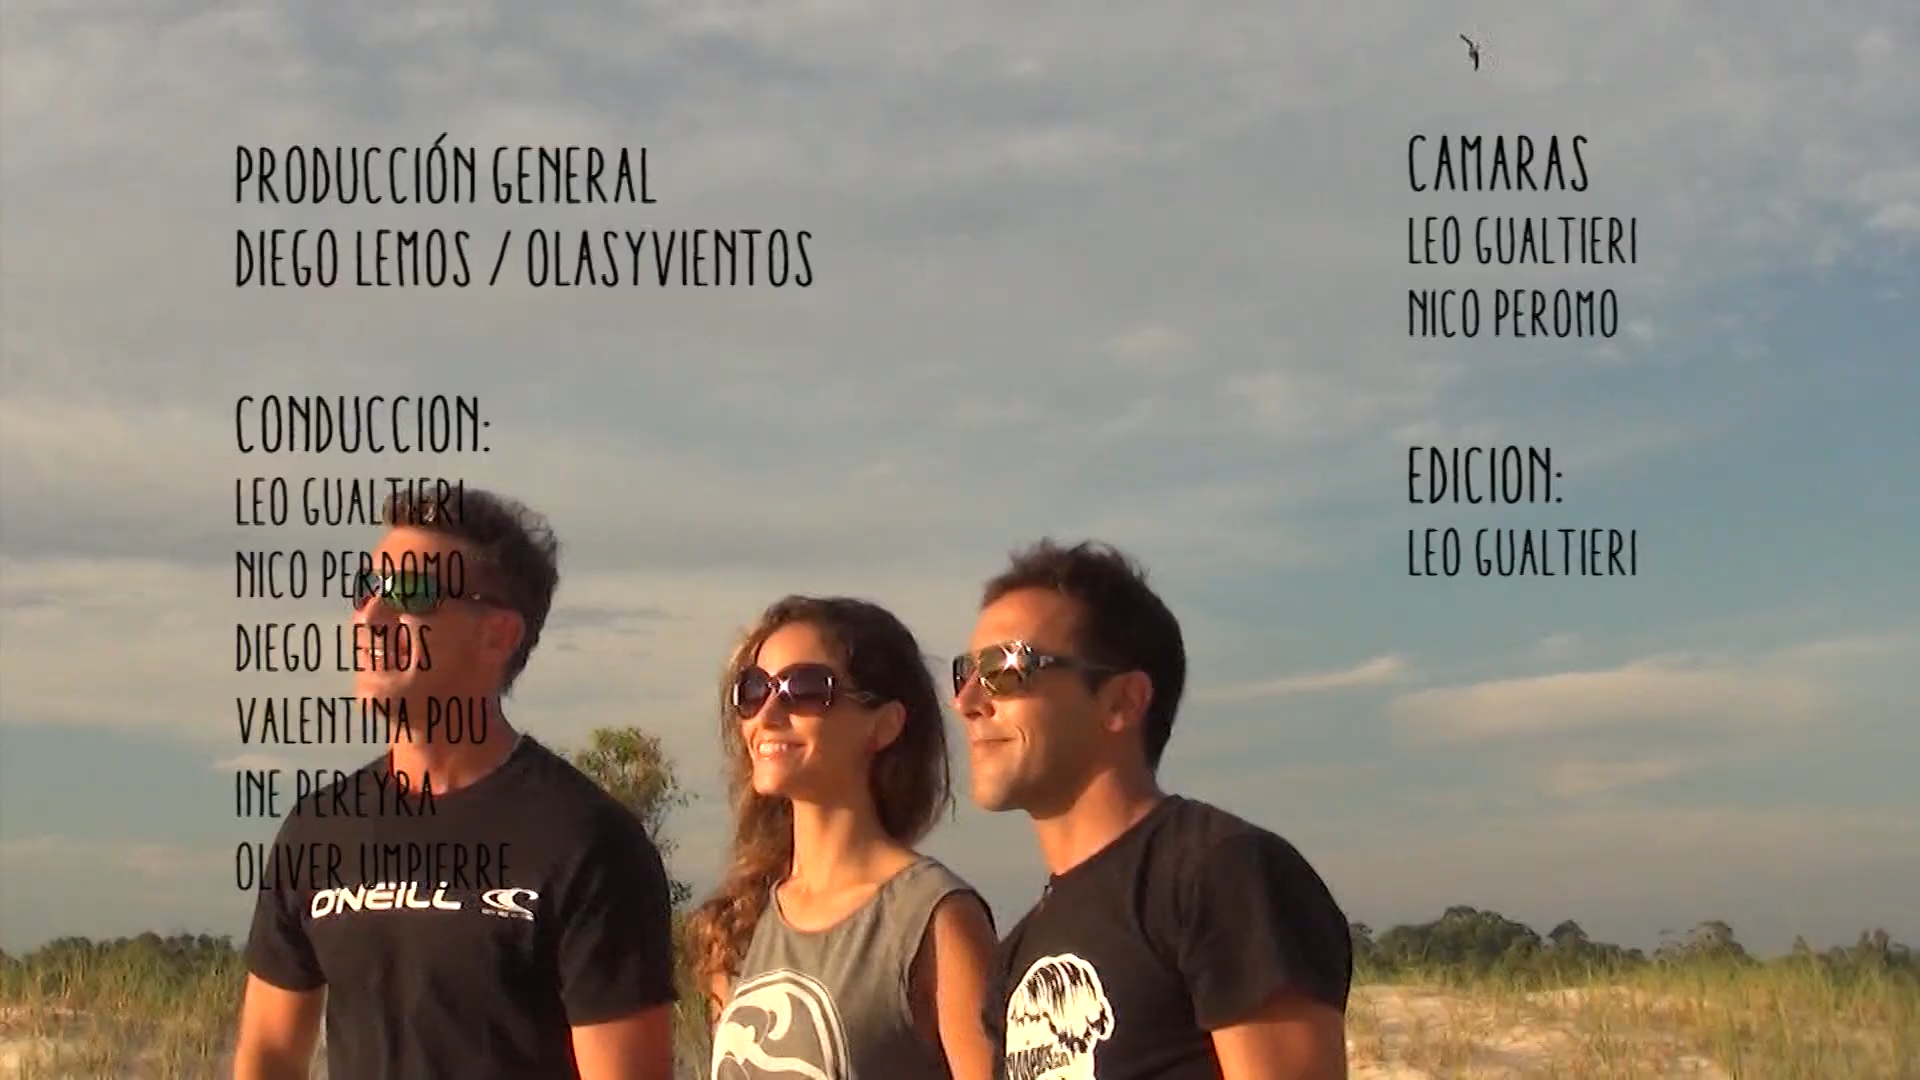 PRODUCCIÓN GENERAL
DIEGO LEMOS / OLASYVIENTOS
CONDUCCION:
LEO GUALTIERI
NICO PERDOMO
DIEGO LEMOS
VALENTINA POU
INE PEREYRA
OLIVER UMPIERRE
CAMARAS
LEO GUALTIERI
NICO PEROMO
EDICION:
LEO GUALTIERI
ONEILL